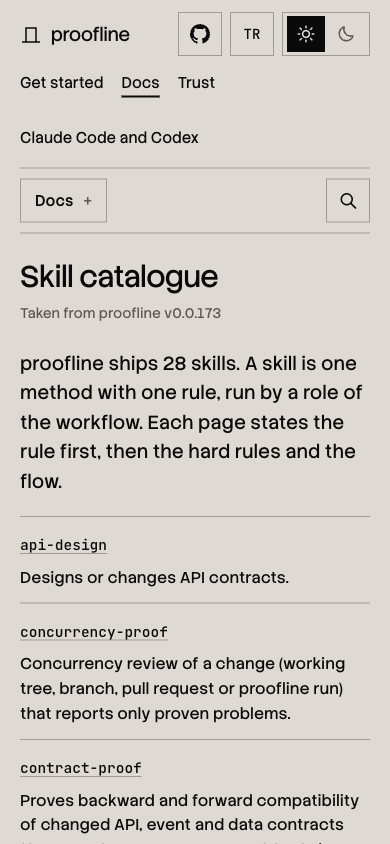 proofline
TR
Get started Docs Trust
Claude Code and Codex
Docs +
Skill catalogue
Taken from proofline v0.0.173
proofline ships 28 skills. A skill is one
method with one rule, run by a role of
the workflow. Each page states the
rule first, then the hard rules and the
flow.
api-design
Designs or changes API contracts.
concurrency-proof
Concurrency review of a change (working
tree, branch, pull request or proofline run)
that reports only proven problems.
contract-proof
Proves backward and forward compatibility
of changed API, event and data contracts